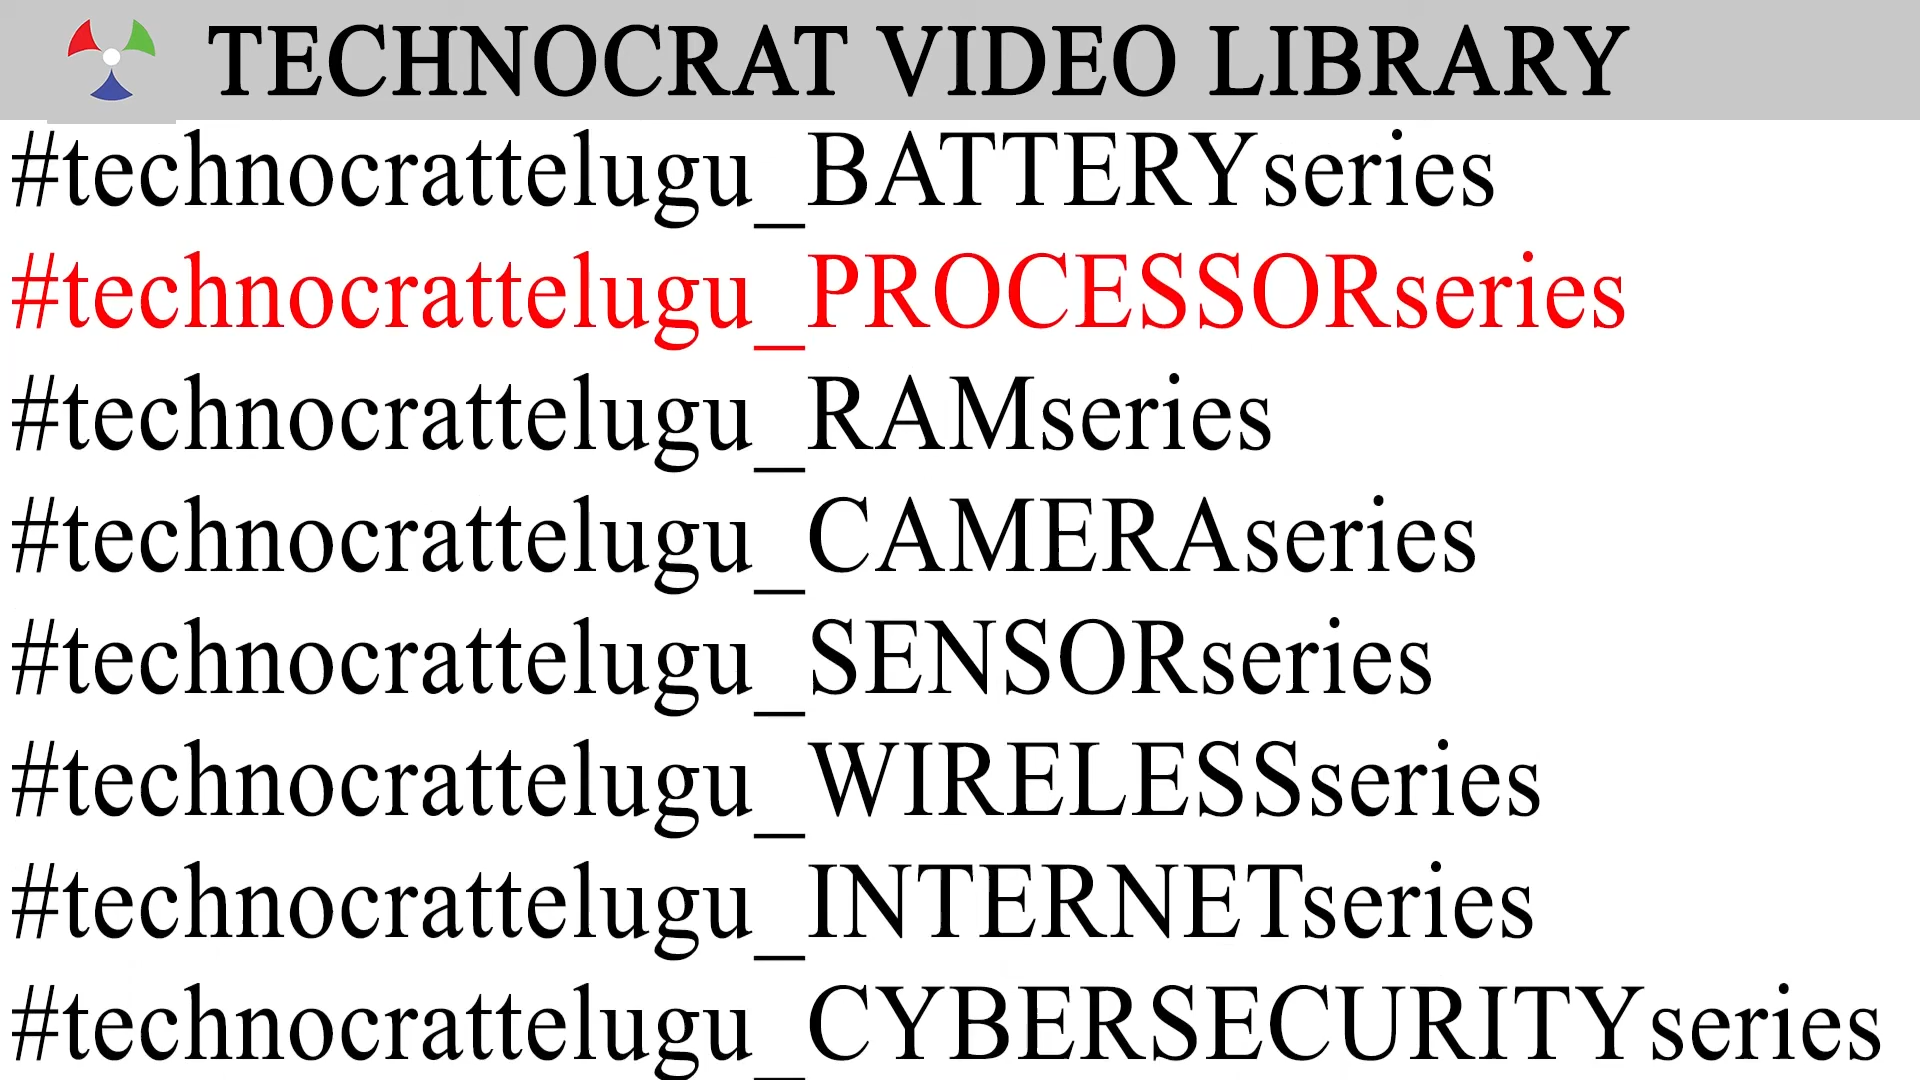 TECHNOCRAT VIDEO LIBRARY
#technocrattelugu_BATTERYseries
#technocrattelugu_PROCESSORseries
#technocrattelugu_RAMseries
#technocrattelugu_CAMERAseries
#technocrattelugu_SENSORseries
#technocrattelugu_WIRELESSseries
#technocrattelugu_INTERNETseries
#technocrattelugu_CYBERSECURITYseries